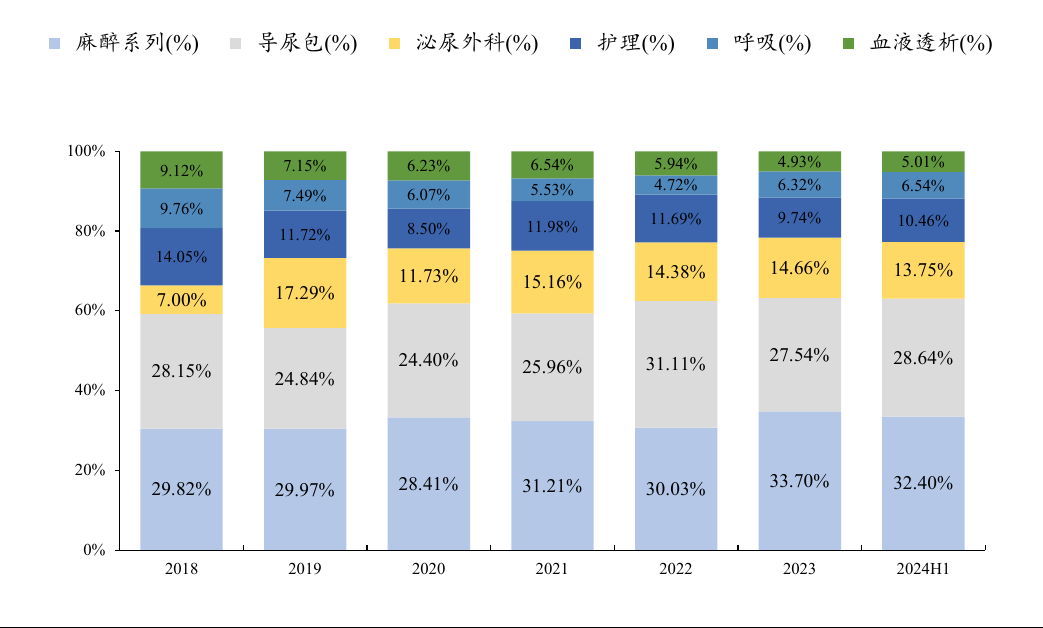 麻醉系列(%) 导尿包(%) 泌尿外科(%) 护理(%) 呼吸(%) 血液透析(%)
100%
9.12% 7.15% 6.23% 6.54% 5.94% 4.93% 5.01%
9.76% 7.49% 6.07% 5.53% 4.72% 6.32% 6.54%
80%
14.05% 11.72% 8.50% 11.98% 11.69% 9.74% 10.46%
7.00% 17.29% 11.73% 15.16% 14.38% 14.66% 13.75%
60%
28.15% 24.84% 24.40% 25.96% 31.11% 27.54% 28.64%
40%
20%
29.82% 29.97% 28.41% 31.21% 30.03% 33.70% 32.40%
0%
2018 2019 2020 2021 2022 2023 2024H1